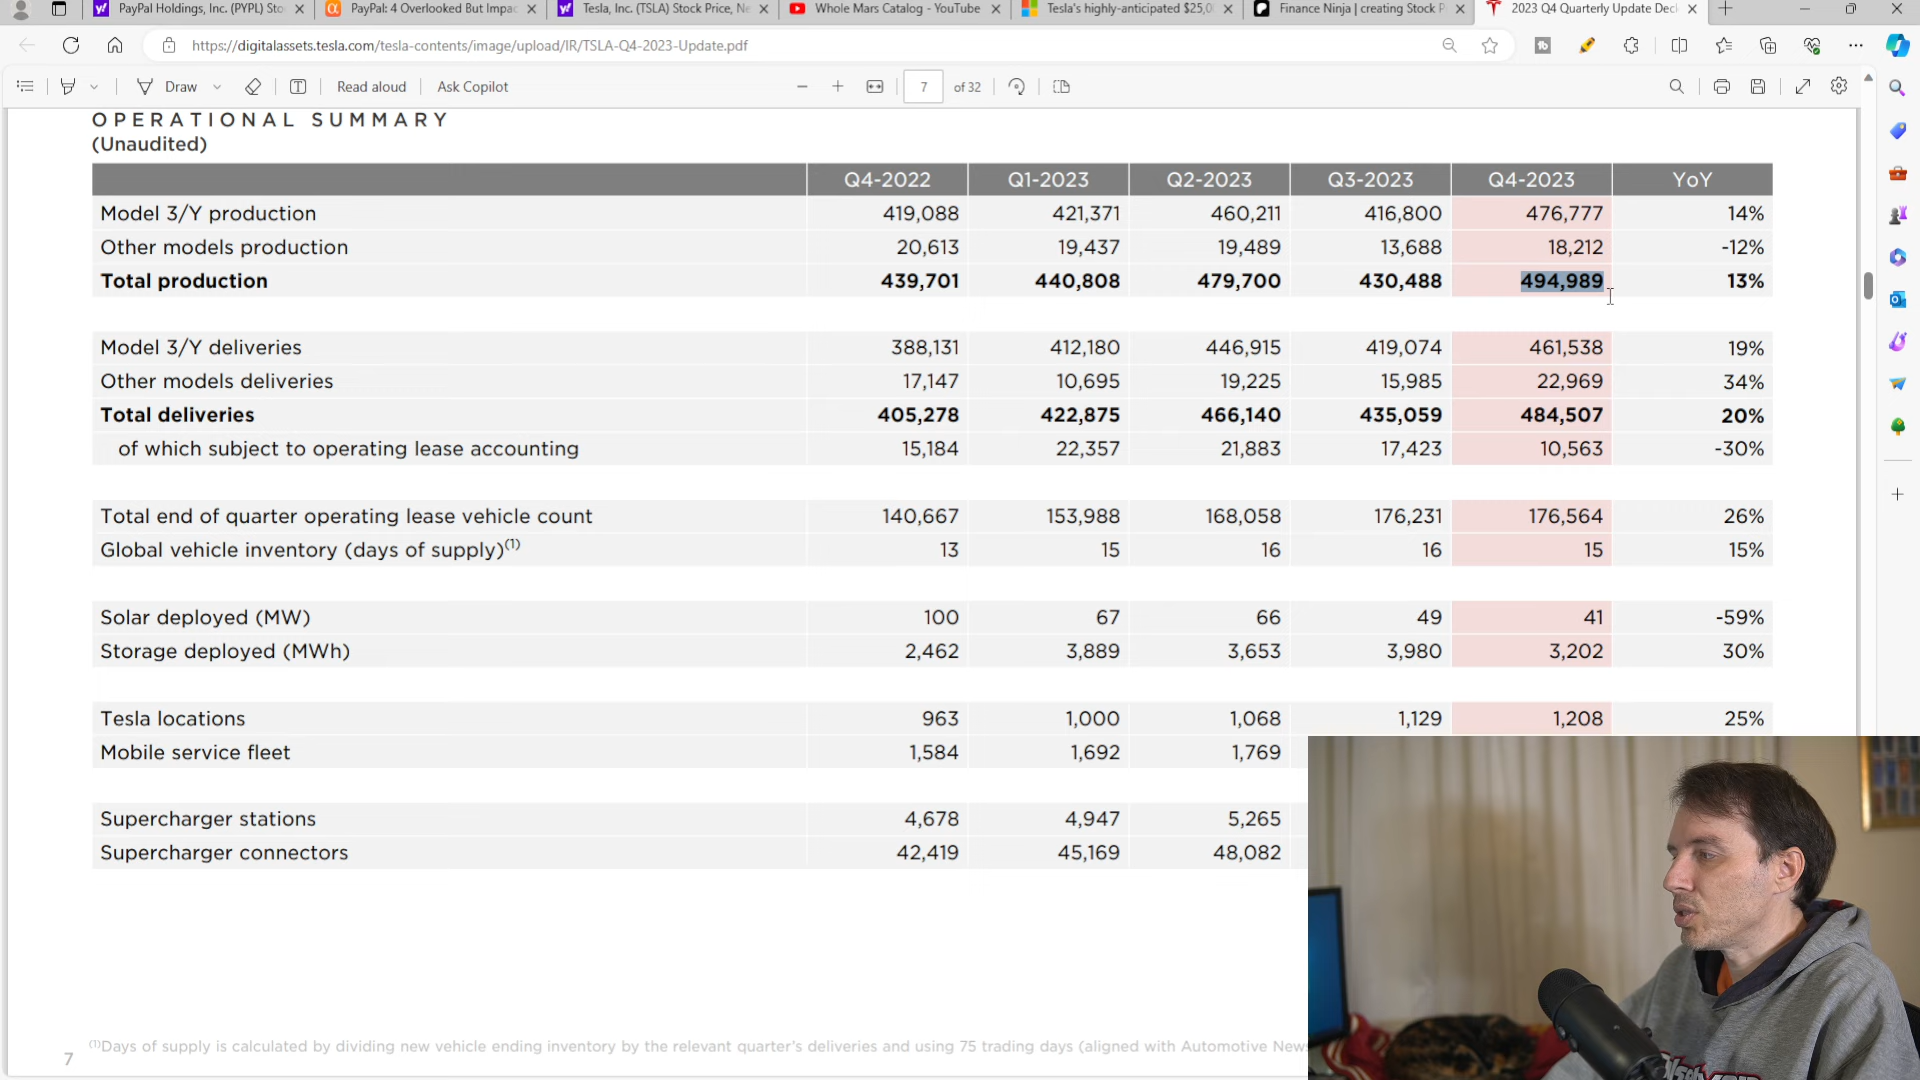 PayPal Holdings, Inc. (PYPL) Sto
PayPal: 4 Overlooked But Impac
Tesla, Inc. (TSLA) Stock Price, Ne
Whole Mars Catalog - YouTube
Tesla's highly-anticipated $25,0
Finance Ninja | creating Stock P
2023 Q4 Quarterly Update Deck
https://digitalassets.tesla.com/tesla-contents/image/upload/IR/TSLA-Q4-2023-Update.pdf
Draw Read aloud Ask Copilot 7 of 32
OPERATIONAL SUMMARY
(Unaudited)
Q4-2022 Q1-2023 Q2-2023 Q3-2023 Q4-2023 YoY
Model 3/Y production 419,088 421,371 460,211 416,800 476,777 14%
Other models production 20,613 19,437 19,489 13,688 18,212 -12%
Total production 439,701 440,808 479,700 430,488 494,989 13%
Model 3/Y deliveries 388,131 412,180 446,915 419,074 461,538 19%
Other models deliveries 17,147 10,695 19,225 15,985 22,969 34%
Total deliveries 405,278 422,875 466,140 435,059 484,507 20%
of which subject to operating lease accounting 15,184 22,357 21,883 17,423 10,563 -30%
Total end of quarter operating lease vehicle count 140,667 153,988 168,058 176,231 176,564 26%
Global vehicle inventory (days of supply)(1) 13 15 16 16 15 15%
Solar deployed (MW) 100 67 66 49 41 -59%
Storage deployed (MWh) 2,462 3,889 3,653 3,980 3,202 30%
Tesla locations 963 1,000 1,068 1,129 1,208 25%
Mobile service fleet 1,584 1,692 1,769
Supercharger stations 4,678 4,947 5,265
Supercharger connectors 42,419 45,169 48,082
(1)Days of supply is calculated by dividing new vehicle ending inventory by the relevant quarter's deliveries and using 75 trading days (aligned with Automotive News
7